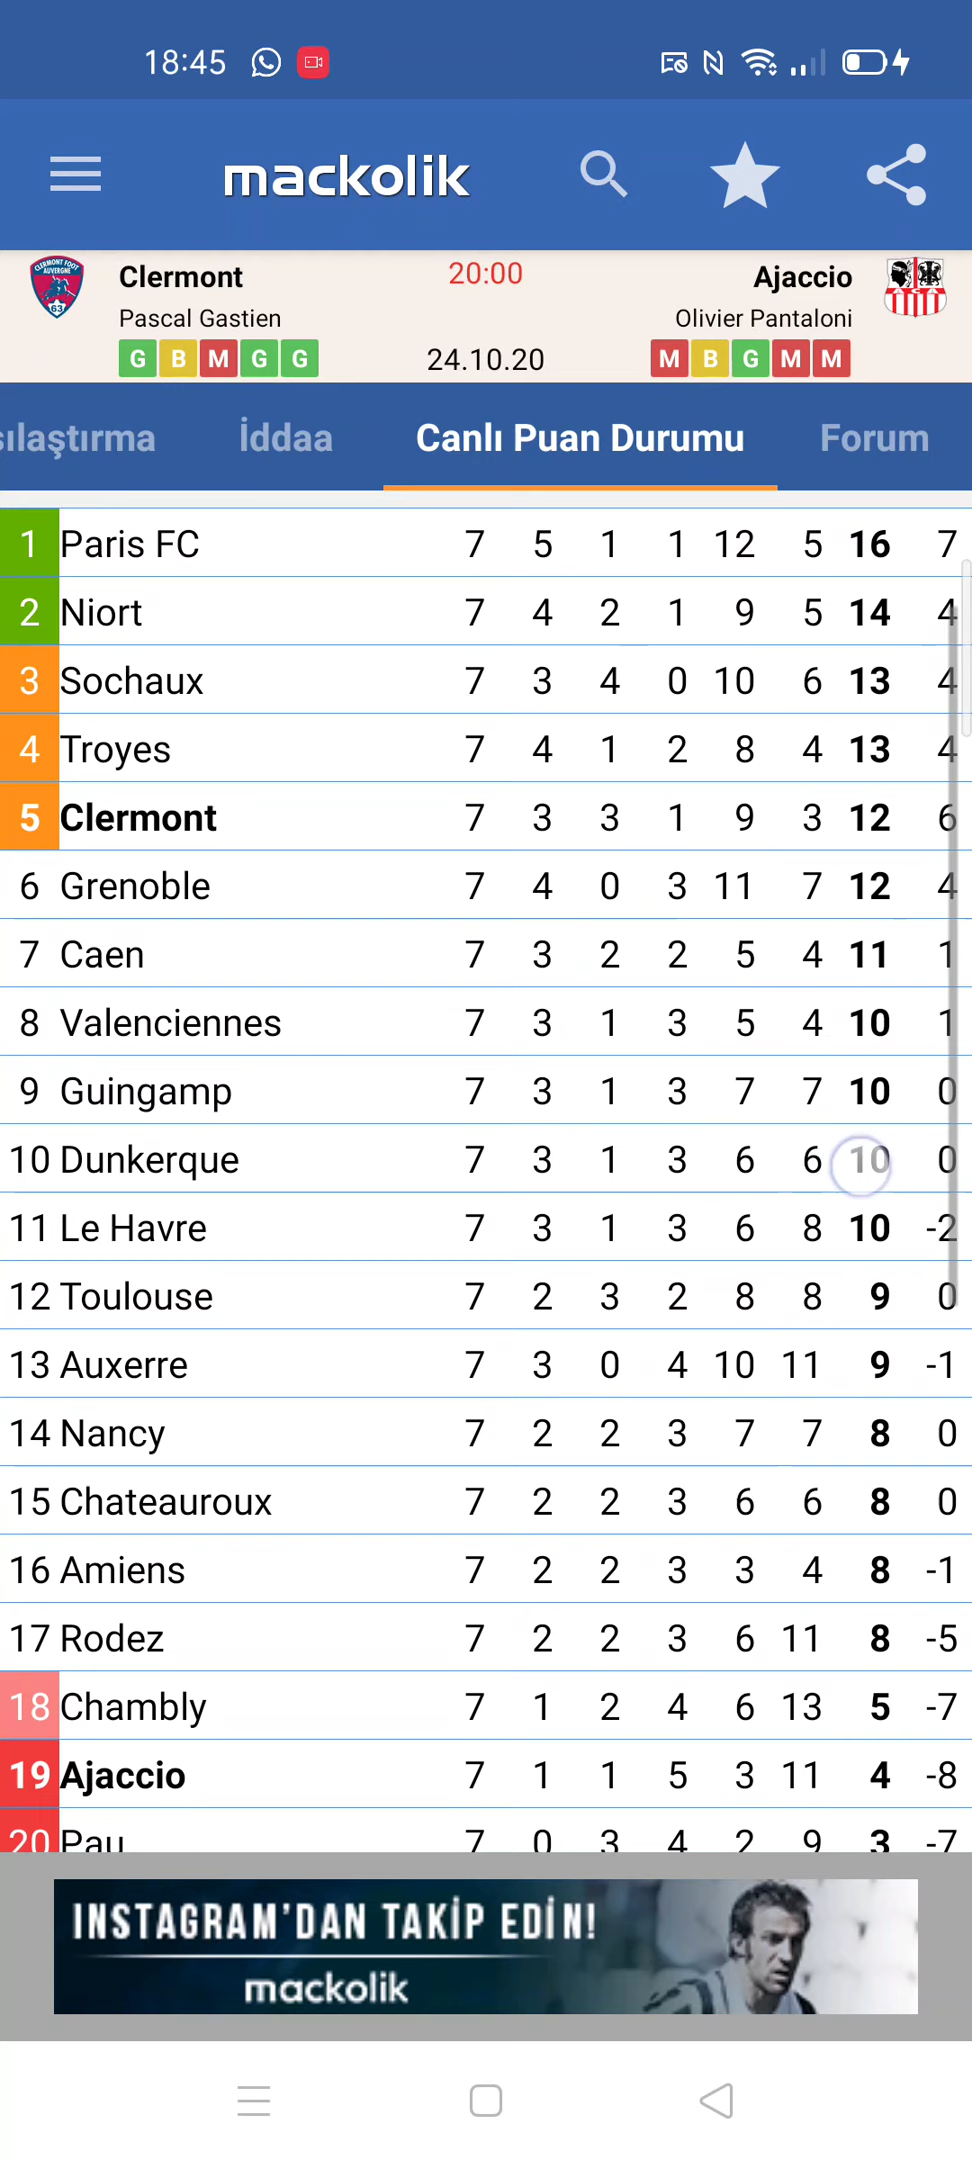 18:45
mackolik
Clermont 20:00 Ajaccio
Pascal Gastien Olivier Pantaloni
G B M G G 24.10.20 M B G M M
sılaştırma İddaa Canlı Puan Durumu Forum
1 Paris FC 7 5 1 1 12 5 16 7
2 Niort 7 4 2 1 9 5 14 4
3 Sochaux 7 3 4 0 10 6 13 4
4 Troyes 7 4 1 2 8 4 13 4
5 Clermont 7 3 3 1 9 3 12 6
6 Grenoble 7 4 0 3 11 7 12 4
7 Caen 7 3 2 2 5 4 11 1
8 Valenciennes 7 3 1 3 5 4 10 1
9 Guingamp 7 3 1 3 7 7 10 0
10 Dunkerque 7 3 1 3 6 6 10 0
11 Le Havre 7 3 1 3 6 8 10 -2
12 Toulouse 7 2 3 2 8 8 9 0
13 Auxerre 7 3 0 4 10 11 9 -1
14 Nancy 7 2 2 3 7 7 8 0
15 Chateauroux 7 2 2 3 6 6 8 0
16 Amiens 7 2 2 3 3 4 8 -1
17 Rodez 7 2 2 3 6 11 8 -5
18 Chambly 7 1 2 4 6 13 5 -7
19 Ajaccio 7 1 1 5 3 11 4 -8
20 Pau 7 0 3 4 2 9 3 -7
INSTAGRAM'DAN TAKİP EDİN!
mackolik